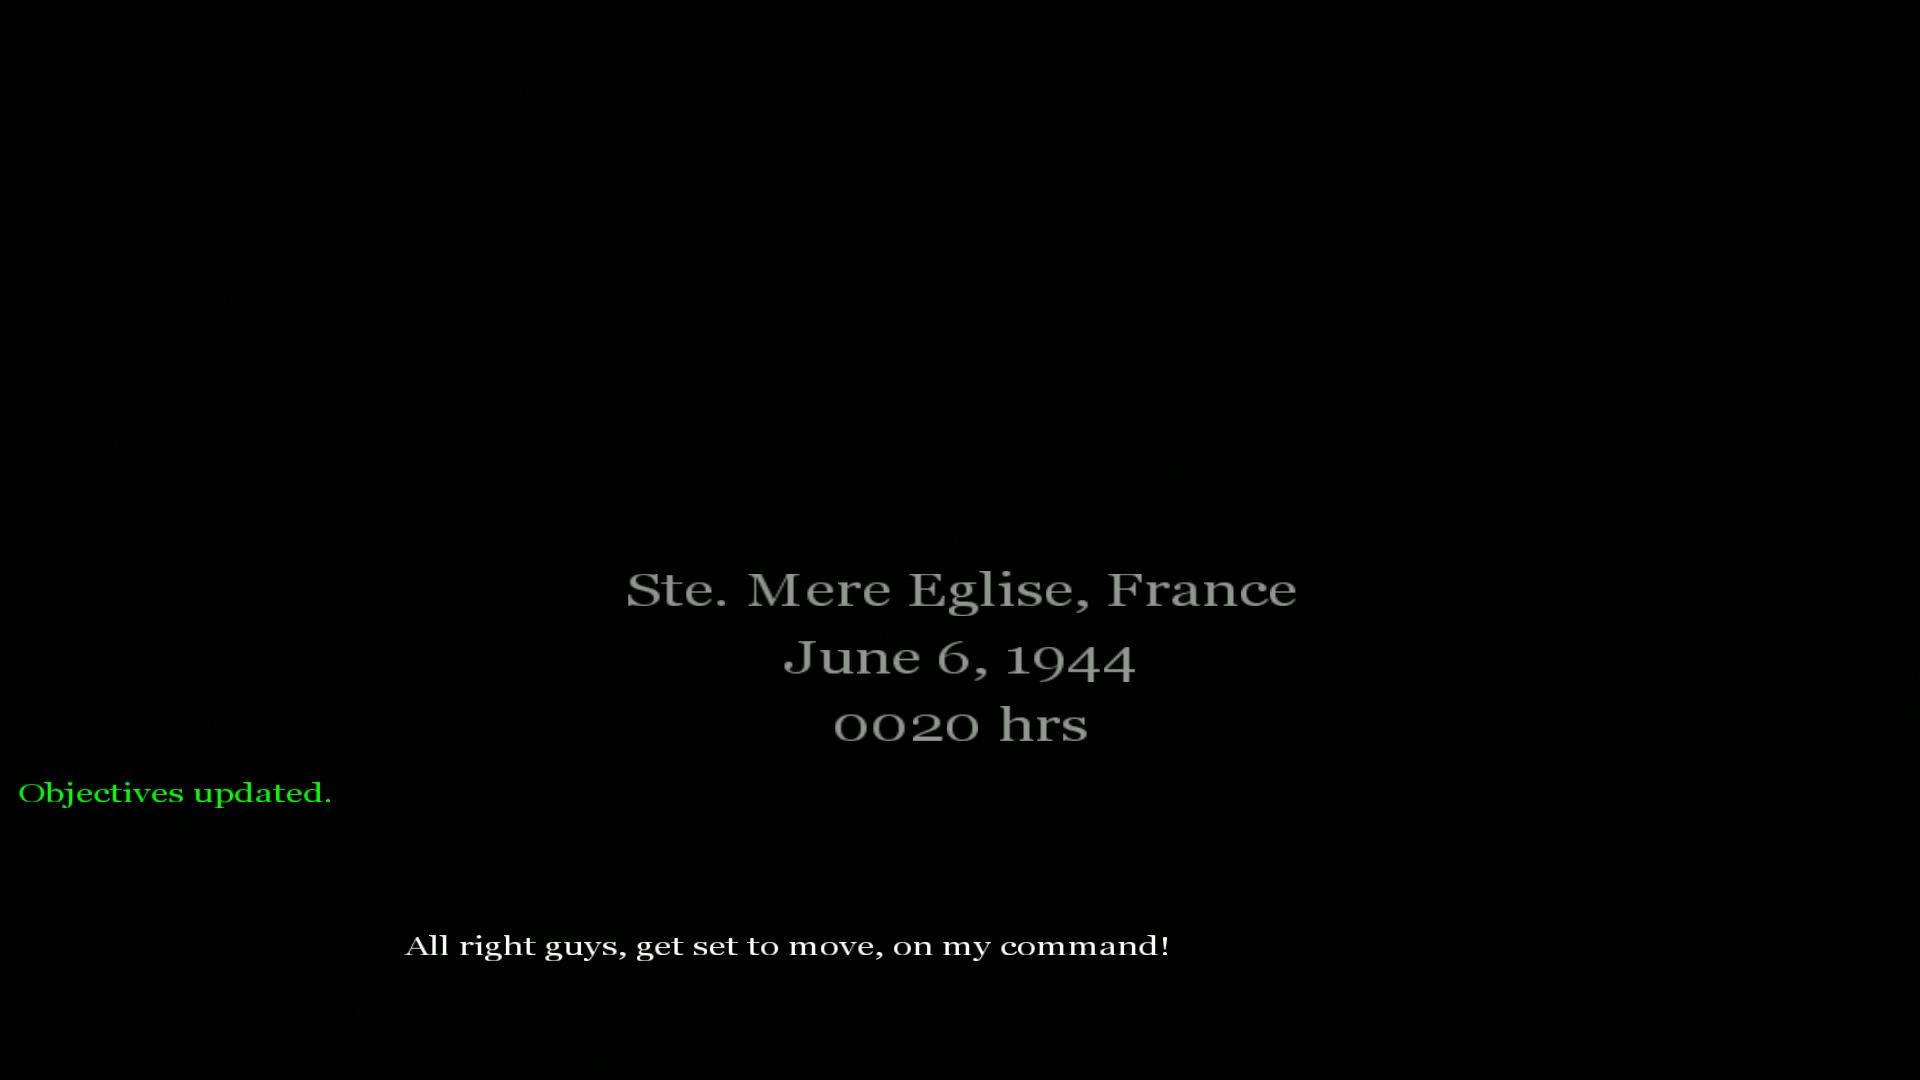 Ste. Mere Eglise, France
June 6, 1944
0020 hrs
Objectives updated.
All right guys, get set to move, on my command!